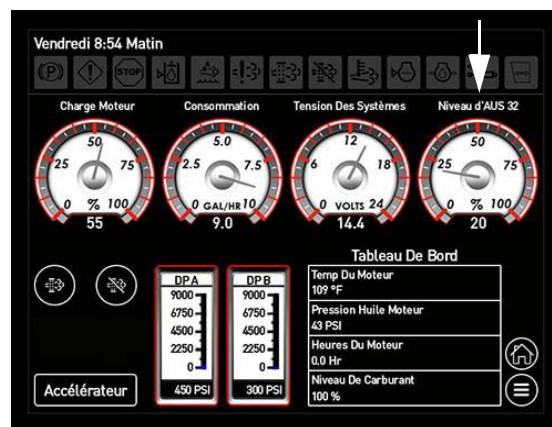 Vendredi 8:54 Matin
(P) STOP
Charge Moteur Consommation Tension Des Systèmes Niveau d'AUS 32
50 5.0 12 50
25 75 2.5 7.5 6 18 25 75
0 % 100 0 GAL/HR 10 0 VOLTS 24 0 % 100
55 9.0 14.4 20
Tableau De Bord
DP A DP B
9000 9000
6750 6750
4500 4500
2250 2250
0 0
450 PSI 300 PSI
Temp Du Moteur
109 °F
Pression Huile Moteur
43 PSI
Heures Du Moteur
0.0 Hr
Niveau De Carburant
100 %
Accélérateur